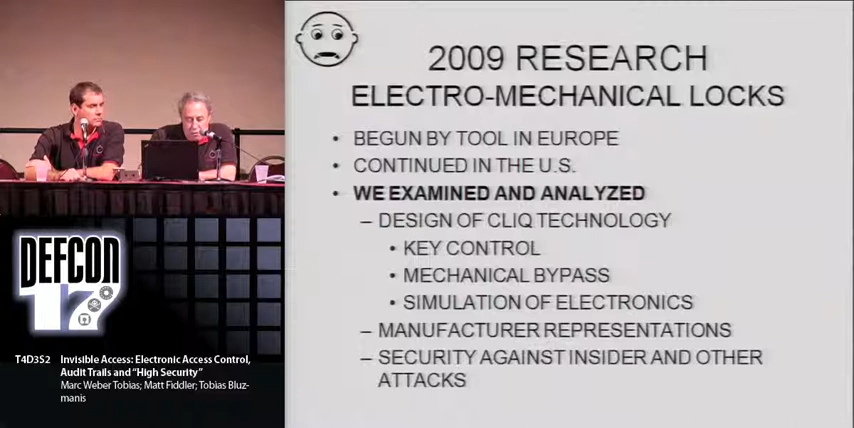 2009 RESEARCH
ELECTRO-MECHANICAL LOCKS
• BEGUN BY TOOL IN EUROPE
• CONTINUED IN THE U.S.
• WE EXAMINED AND ANALYZED
– DESIGN OF CLIQ TECHNOLOGY
• KEY CONTROL
• MECHANICAL BYPASS
• SIMULATION OF ELECTRONICS
– MANUFACTURER REPRESENTATIONS
– SECURITY AGAINST INSIDER AND OTHER
ATTACKS
DEFCON
17
T4D3S2 Invisible Access: Electronic Access Control,
Audit Trails and “High Security”
Marc Weber Tobias; Matt Fiddler; Tobias Bluz-
manis